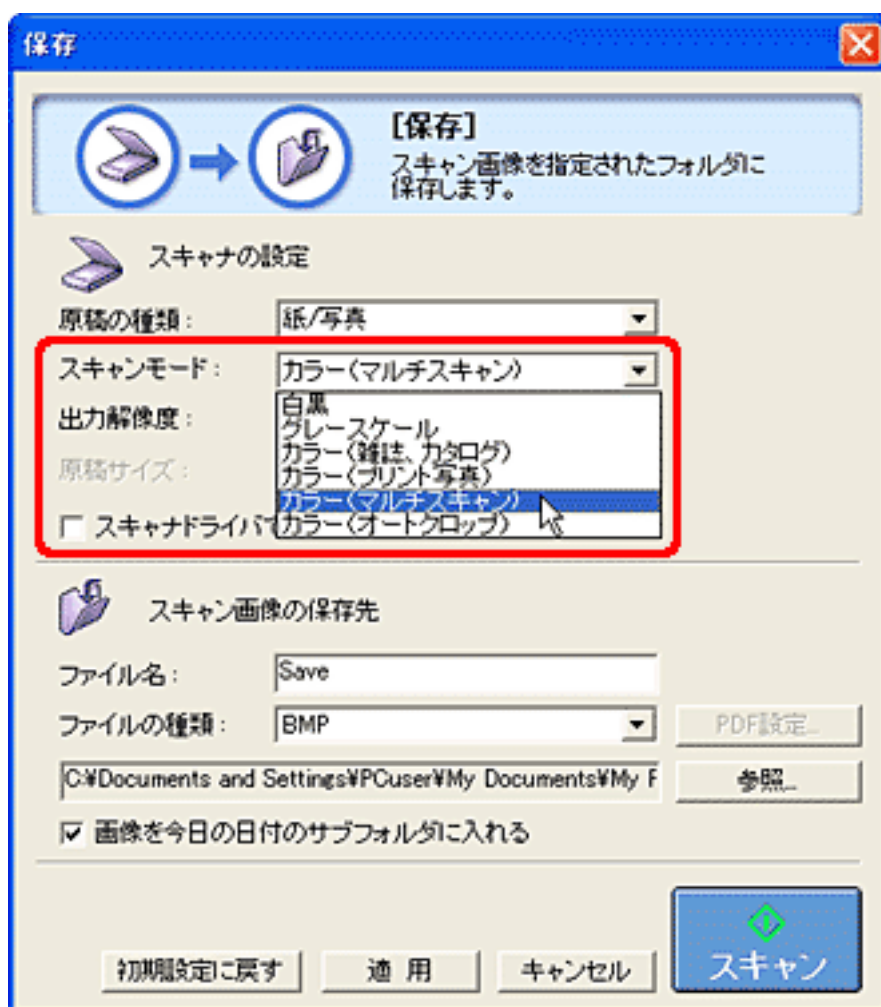 保存
[保存]
スキャン画像を指定されたフォルダに
保存します。
スキャナの設定
原稿の種類： 紙/写真
スキャンモード： カラー(マルチスキャン)
白黒
グレースケール
出力解像度：
カラー(雑誌、カタログ)
カラー(プリント写真)
原稿サイズ：
カラー(マルチスキャン)
スキャナドライバで
カラー(オートクロップ)
スキャン画像の保存先
ファイル名： Save
ファイルの種類： BMP PDF設定...
C:¥Documents and Settings¥PCuser¥My Documents¥My 参照...
画像を今日の日付のサブフォルダに入れる
初期設定に戻す 適用 キャンセル スキャン